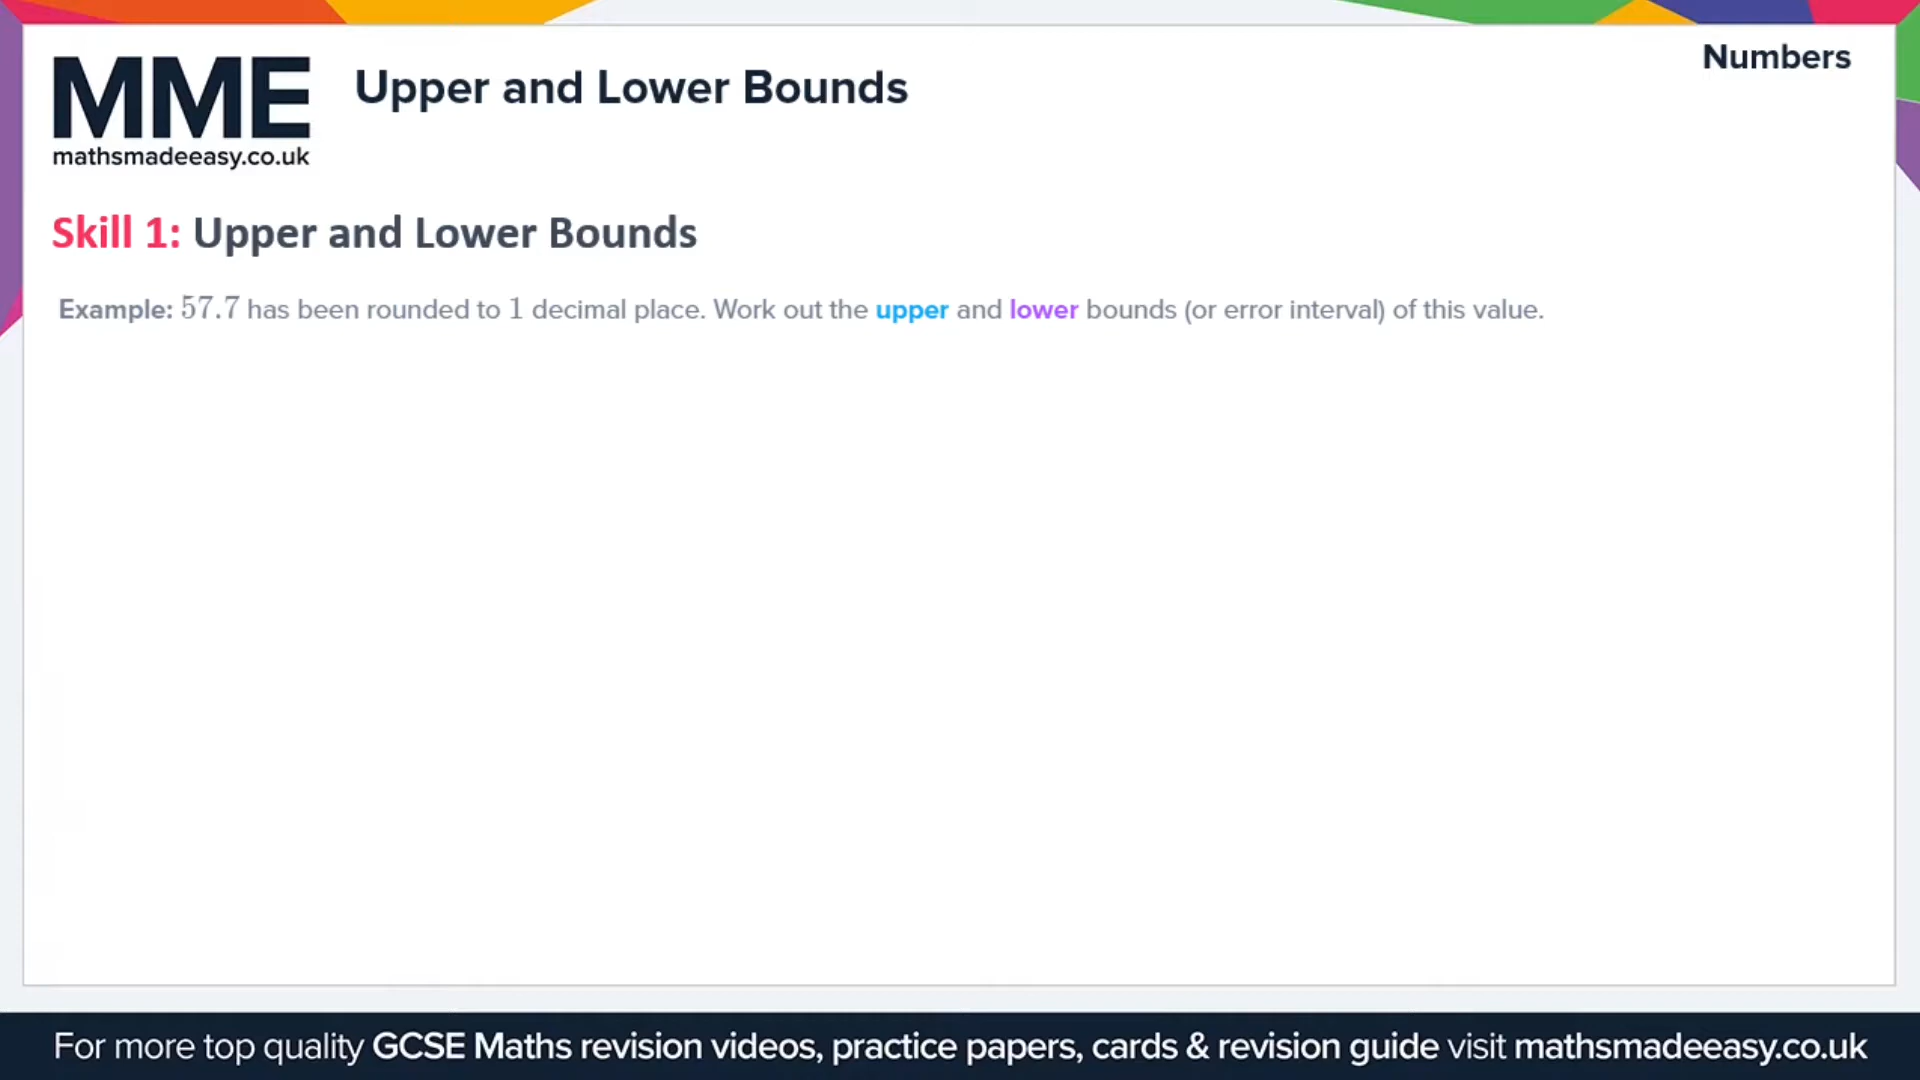 Numbers
MME
mathsmadeeasy.co.uk
Upper and Lower Bounds
Skill 1: Upper and Lower Bounds
Example: 57.7 has been rounded to 1 decimal place. Work out the upper and lower bounds (or error interval) of this value.
For more top quality GCSE Maths revision videos, practice papers, cards & revision guide visit mathsmadeeasy.co.uk